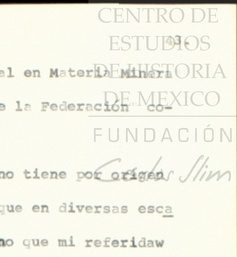 CENTRO DE
43.
ESTUDIOS
el en Materia Minera
DE HISTORIA
DE MEXICO
e la Federación co-
FUNDACIÓN
Carlos Slim
no tiene por origen
que en diversas esca
no que mi referidaw